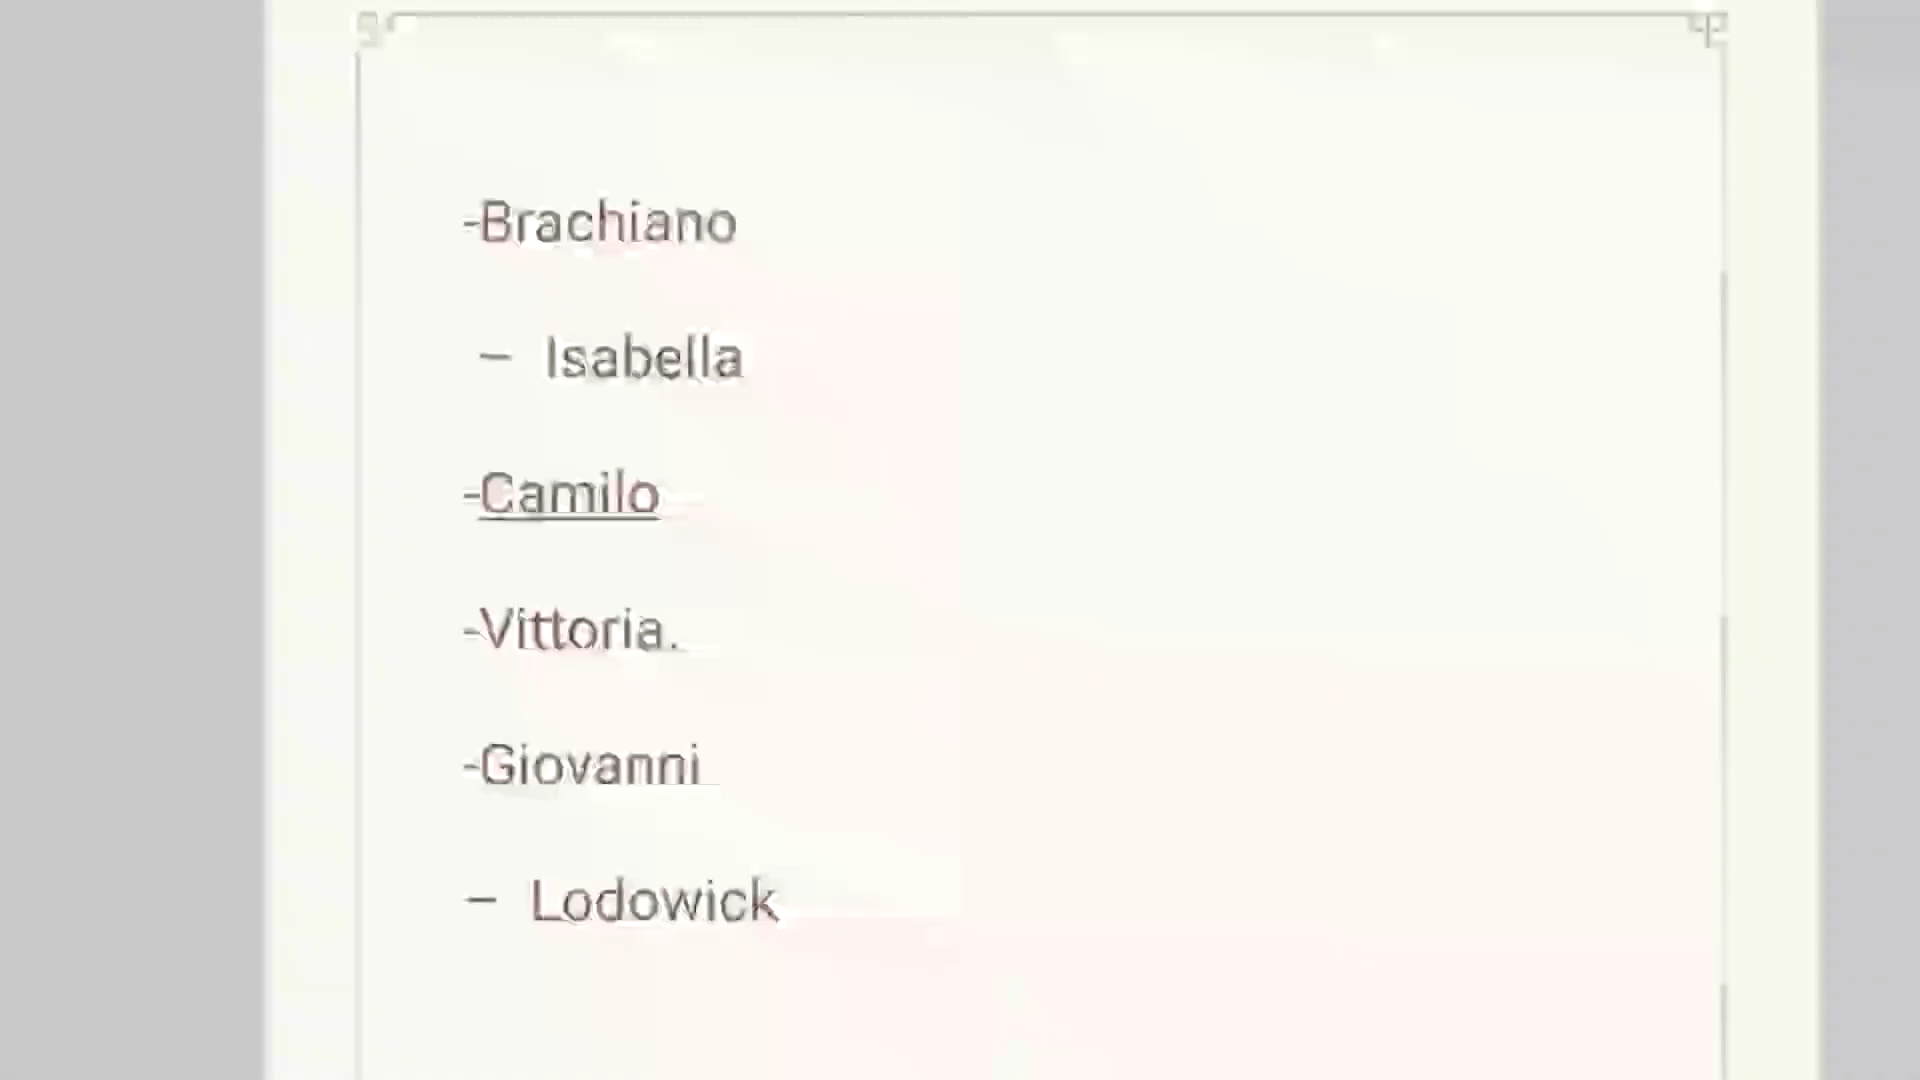 -Brachiano
– Isabella
-Camilo
-Vittoria.
-Giovanni
– Lodowick